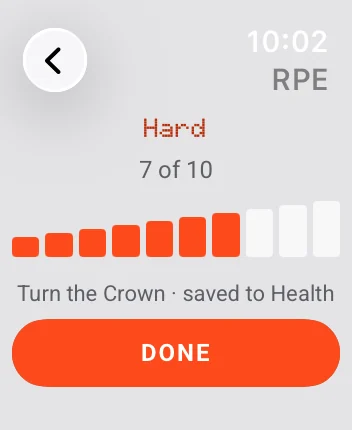 10:02
RPE
Hard
7 of 10
Turn the Crown · saved to Health
DONE